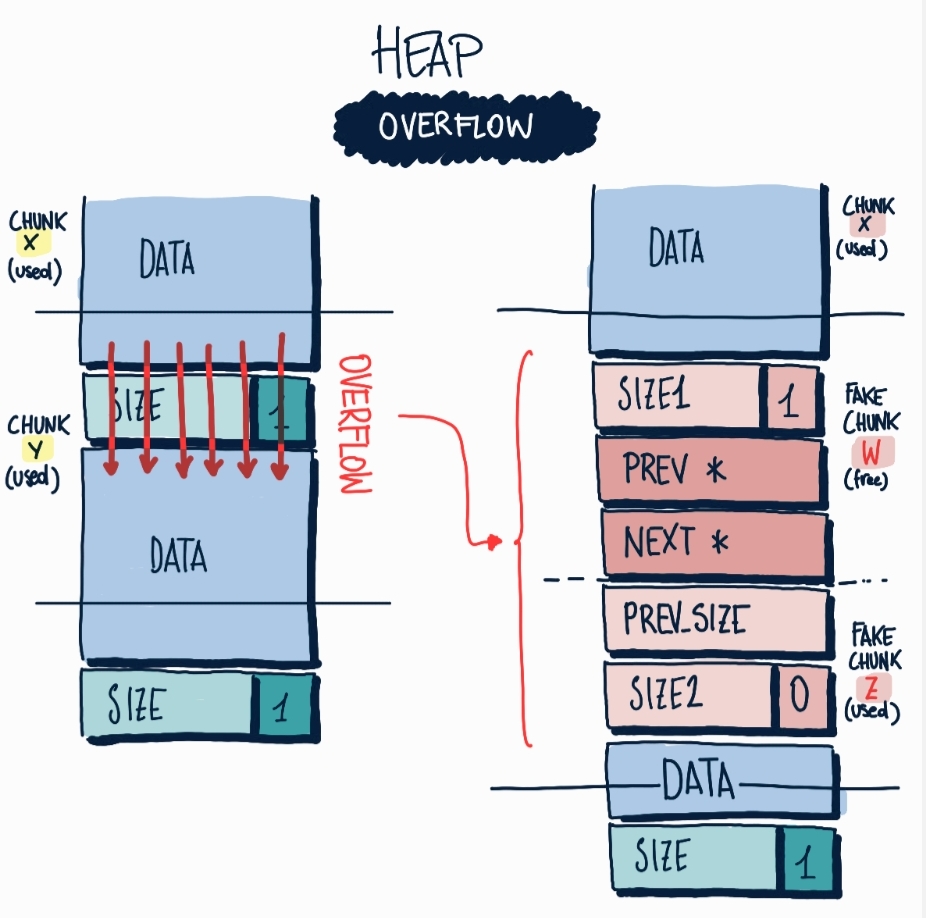 HEAP
OVERFLOW
CHUNK
X
(used)
DATA
SIZE 1
OVERFLOW
CHUNK
Y
(used)
DATA
SIZE 1
DATA
CHUNK
X
(used)
SIZE1 1
PREV *
NEXT *
FAKE
CHUNK
W
(free)
PREV_SIZE
SIZE2 0
FAKE
CHUNK
Z
(used)
DATA
SIZE 1